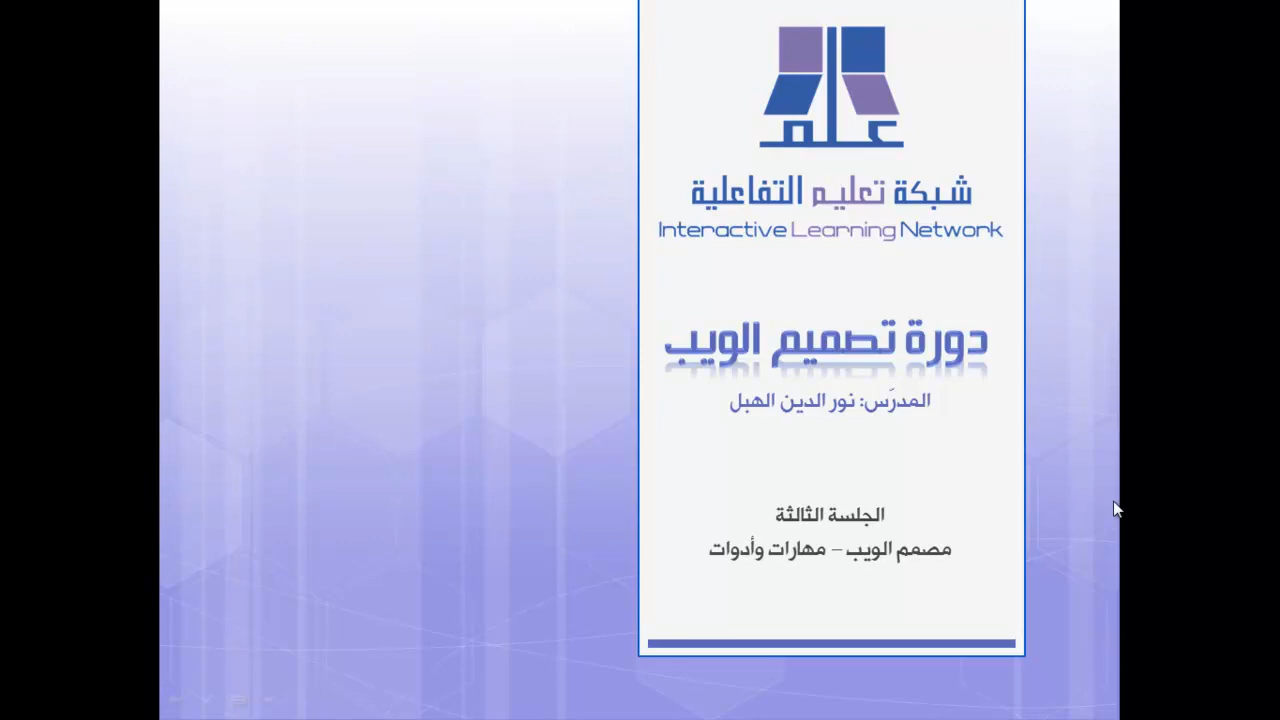 علم
شبكة تعليم التفاعلية
Interactive Learning Network
دورة تصميم الويب
المدرَس: نور الدين الهبل
الجلسة الثالثة
مصمم الويب – مهارات وأدوات